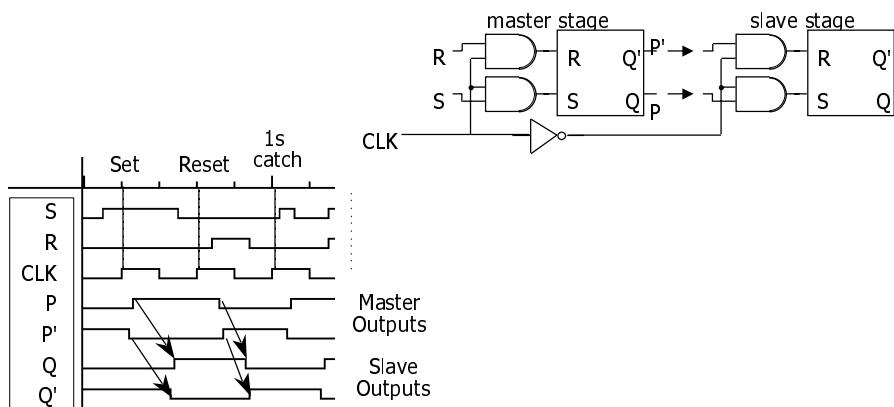 master stage
slave stage
R
R
Q'
P'
R
Q'
S
S
Q
P
S
Q
CLK
Set
Reset
1s
catch
S
R
CLK
P
P'
Q
Q'
Master
Outputs
Slave
Outputs